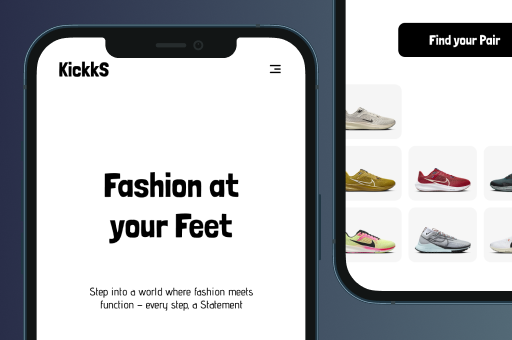 KickkS
Fashion at
your Feet
Step into a world where fashion meets
function – every step, a Statement
Find your Pair